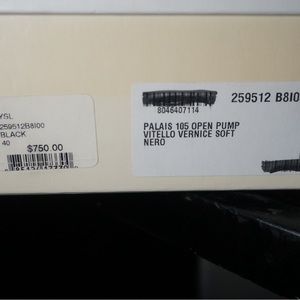 YSL
259512B8I00
BLACK
40
$750.00
8046407114
259512 B8I0
PALAIS 105 OPEN PUMP
VITELLO VERNICE SOFT
NERO